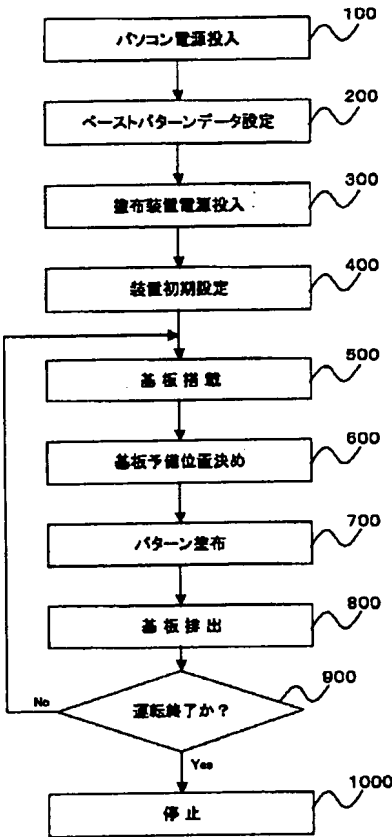 100
パソコン電源投入
200
ペーストパターンデータ設定
300
塗布装置電源投入
400
装置初期設定
500
基板搭載
600
基板予備位置決め
700
パターン塗布
800
基板排出
900
運転終了か?
No
Yes
1000
停止